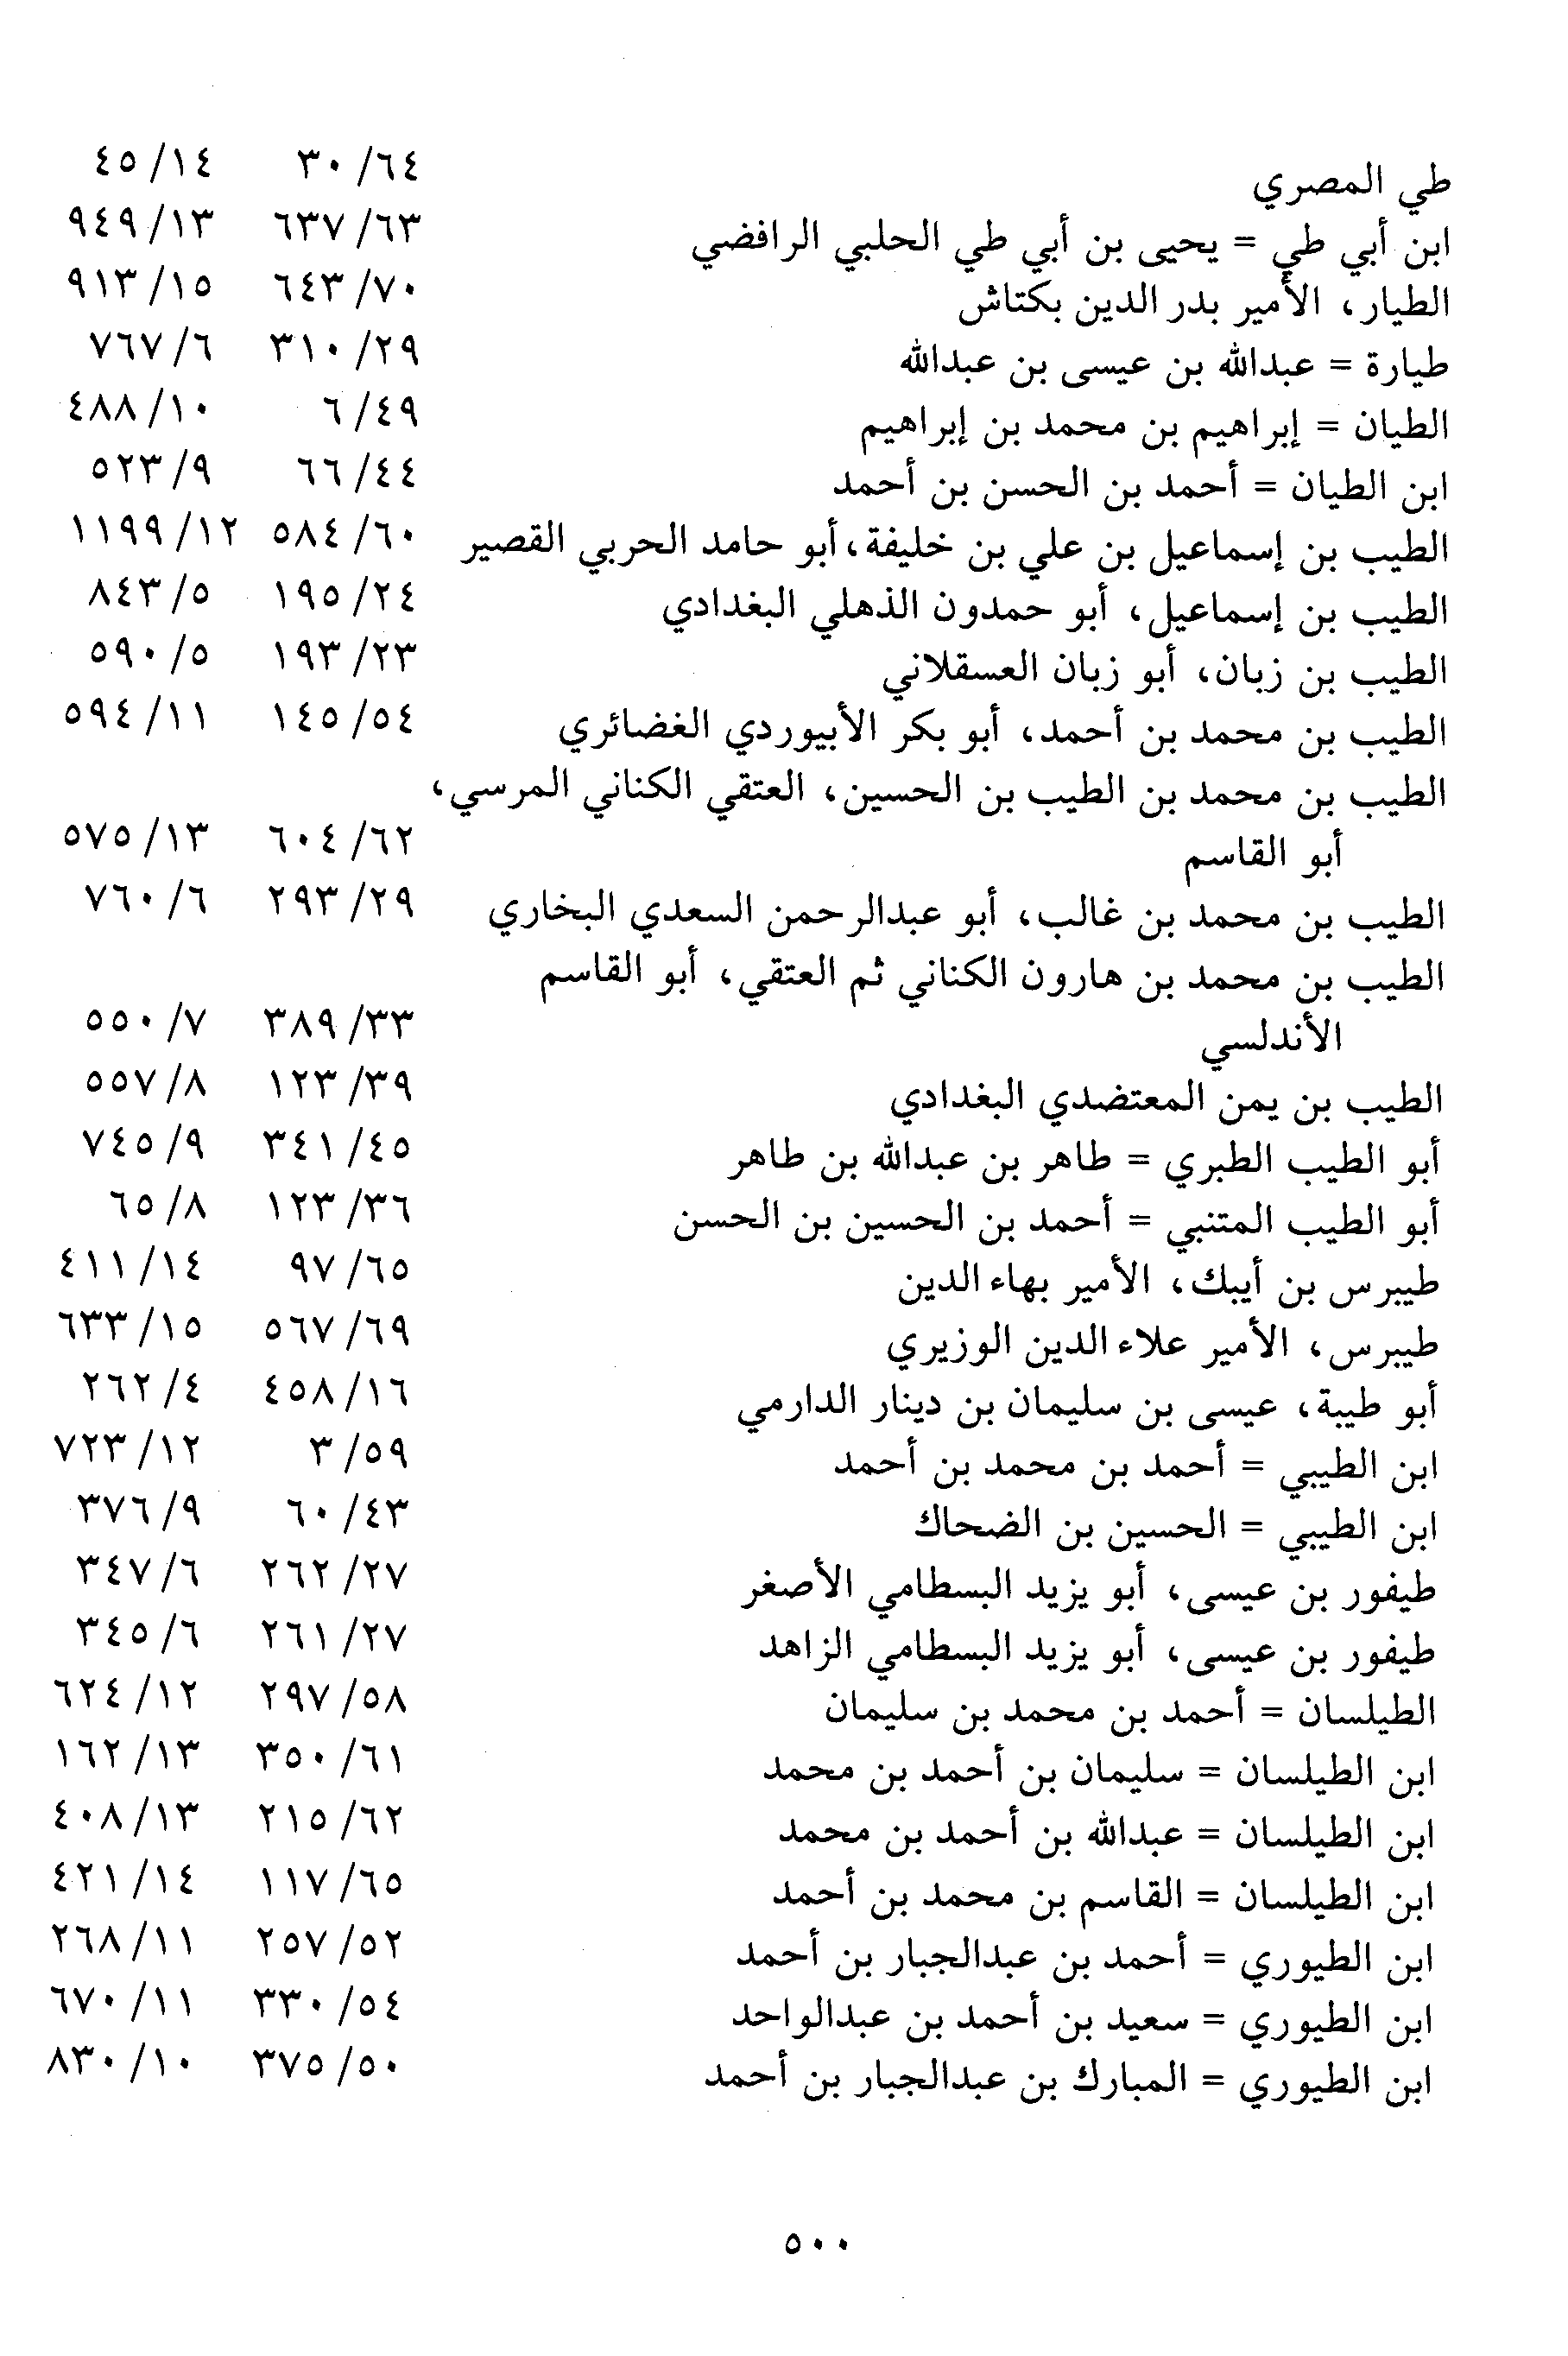 طي المصري ٦٤/ ٣٠ ١٤/ ٤٥
ابن أبي طي = يحيى بن أبي طي الحلبي الرافضي ٦٣/ ٦٣٧ ١٣/ ٩٤٩
الطيار، الأمير بدر الدين بكتاش ٧٠/ ٦٤٣ ١٥/ ٩١٣
طيارة = عبدالله بن عيسى بن عبدالله ٢٩/ ٣١٠ ٦/ ٧٦٧
الطيان = إبراهيم بن محمد بن إبراهيم ٤٩/ ٦ ١٠/ ٤٨٨
ابن الطيان = أحمد بن الحسن بن أحمد ٤٤/ ٦٦ ٩/ ٥٢٣
الطيب بن إسماعيل بن علي بن خليفة، أبو حامد الحربي القصير ٦٠/ ٥٨٤ ١٢/ ١١٩٩
الطيب بن إسماعيل، أبو حمدون الذهلي البغدادي ٢٤/ ١٩٥ ٥/ ٨٤٣
الطيب بن زبان، أبو زبان العسقلاني ٢٣/ ١٩٣ ٥/ ٥٩٠
الطيب بن محمد بن أحمد، أبو بكر الأبيوردي الغضائري ٥٤/ ١٤٥ ١١/ ٥٩٤
الطيب بن محمد بن الطيب بن الحسين، العتقي الكناني المرسي،
أبو القاسم ٦٢/ ٦٠٤ ١٣/ ٥٧٥
الطيب بن محمد بن غالب، أبو عبدالرحمن السعدي البخاري ٢٩/ ٢٩٣ ٦/ ٧٦٠
الطيب بن محمد بن هارون الكناني ثم العتقي، أبو القاسم
الأندلسي ٣٣/ ٣٨٩ ٧/ ٥٥٠
الطيب بن يمن المعتضدي البغدادي ٣٩/ ١٢٣ ٨/ ٥٥٧
أبو الطيب الطبري = طاهر بن عبدالله بن طاهر ٤٥/ ٣٤١ ٩/ ٧٤٥
أبو الطيب المتنبي = أحمد بن الحسين بن الحسن ٣٦/ ١٢٣ ٨/ ٦٥
طيبرس بن أيبك، الأمير بهاء الدين ٦٥/ ٩٧ ١٤/ ٤١١
طيبرس، الأمير علاء الدين الوزيري ٦٩/ ٥٦٧ ١٥/ ٦٣٣
أبو طيبة، عيسى بن سليمان بن دينار الدارمي ١٦/ ٤٥٨ ٤/ ٢٦٢
ابن الطيبي = أحمد بن محمد بن أحمد ٥٩/ ٣ ١٢/ ٧٢٣
ابن الطيبي = الحسين بن الضحاك ٤٣/ ٦٠ ٩/ ٣٧٦
طيفور بن عيسى، أبو يزيد البسطامي الأصغر ٢٧/ ٢٦٢ ٦/ ٣٤٧
طيفور بن عيسى، أبو يزيد البسطامي الزاهد ٢٧/ ٢٦١ ٦/ ٣٤٥
الطيلسان = أحمد بن محمد بن سليمان ٥٨/ ٢٩٧ ١٢/ ٦٢٤
ابن الطيلسان = سليمان بن أحمد بن محمد ٦١/ ٣٥٠ ١٣/ ١٦٢
ابن الطيلسان = عبدالله بن أحمد بن محمد ٦٢/ ٢١٥ ١٣/ ٤٠٨
ابن الطيلسان = القاسم بن محمد بن أحمد ٦٥/ ١١٧ ١٤/ ٤٢١
ابن الطيوري = أحمد بن عبدالجبار بن أحمد ٥٢/ ٢٥٧ ١١/ ٢٦٨
ابن الطيوري = سعيد بن أحمد بن عبدالواحد ٥٤/ ٣٣٠ ١١/ ٦٧٠
ابن الطيوري = المبارك بن عبدالجبار بن أحمد ٥٠/ ٣٧٥ ١٠/ ٨٣٠
٥٠٠